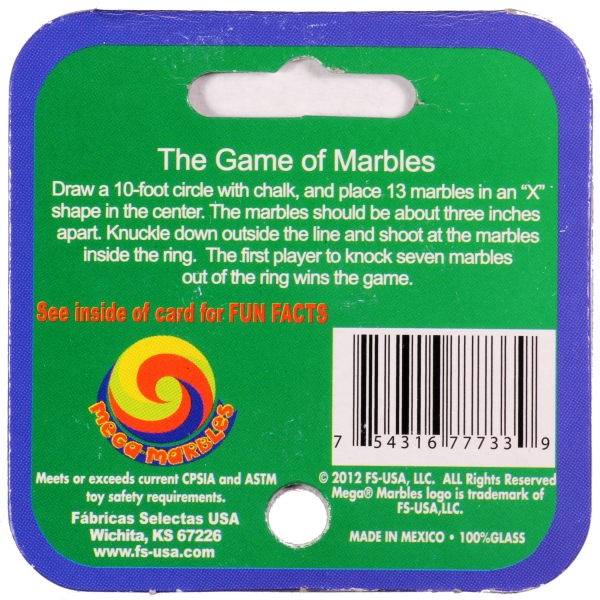 The Game of Marbles
Draw a 10-foot circle with chalk, and place 13 marbles in an “X”
shape in the center. The marbles should be about three inches
apart. Knuckle down outside the line and shoot at the marbles
inside the ring. The first player to knock seven marbles
out of the ring wins the game.
See inside of card for FUN FACTS
MEGA MARBLES
7 54316 77733 9
Meets or exceeds current CPSIA and ASTM
toy safety requirements.
Fábricas Selectas USA
Wichita, KS 67226
www.fs-usa.com
© 2012 FS-USA, LLC. ALL Rights Reserved
Mega® Marbles logo is trademark of
FS-USA,LLC.
MADE IN MEXICO • 100%GLASS